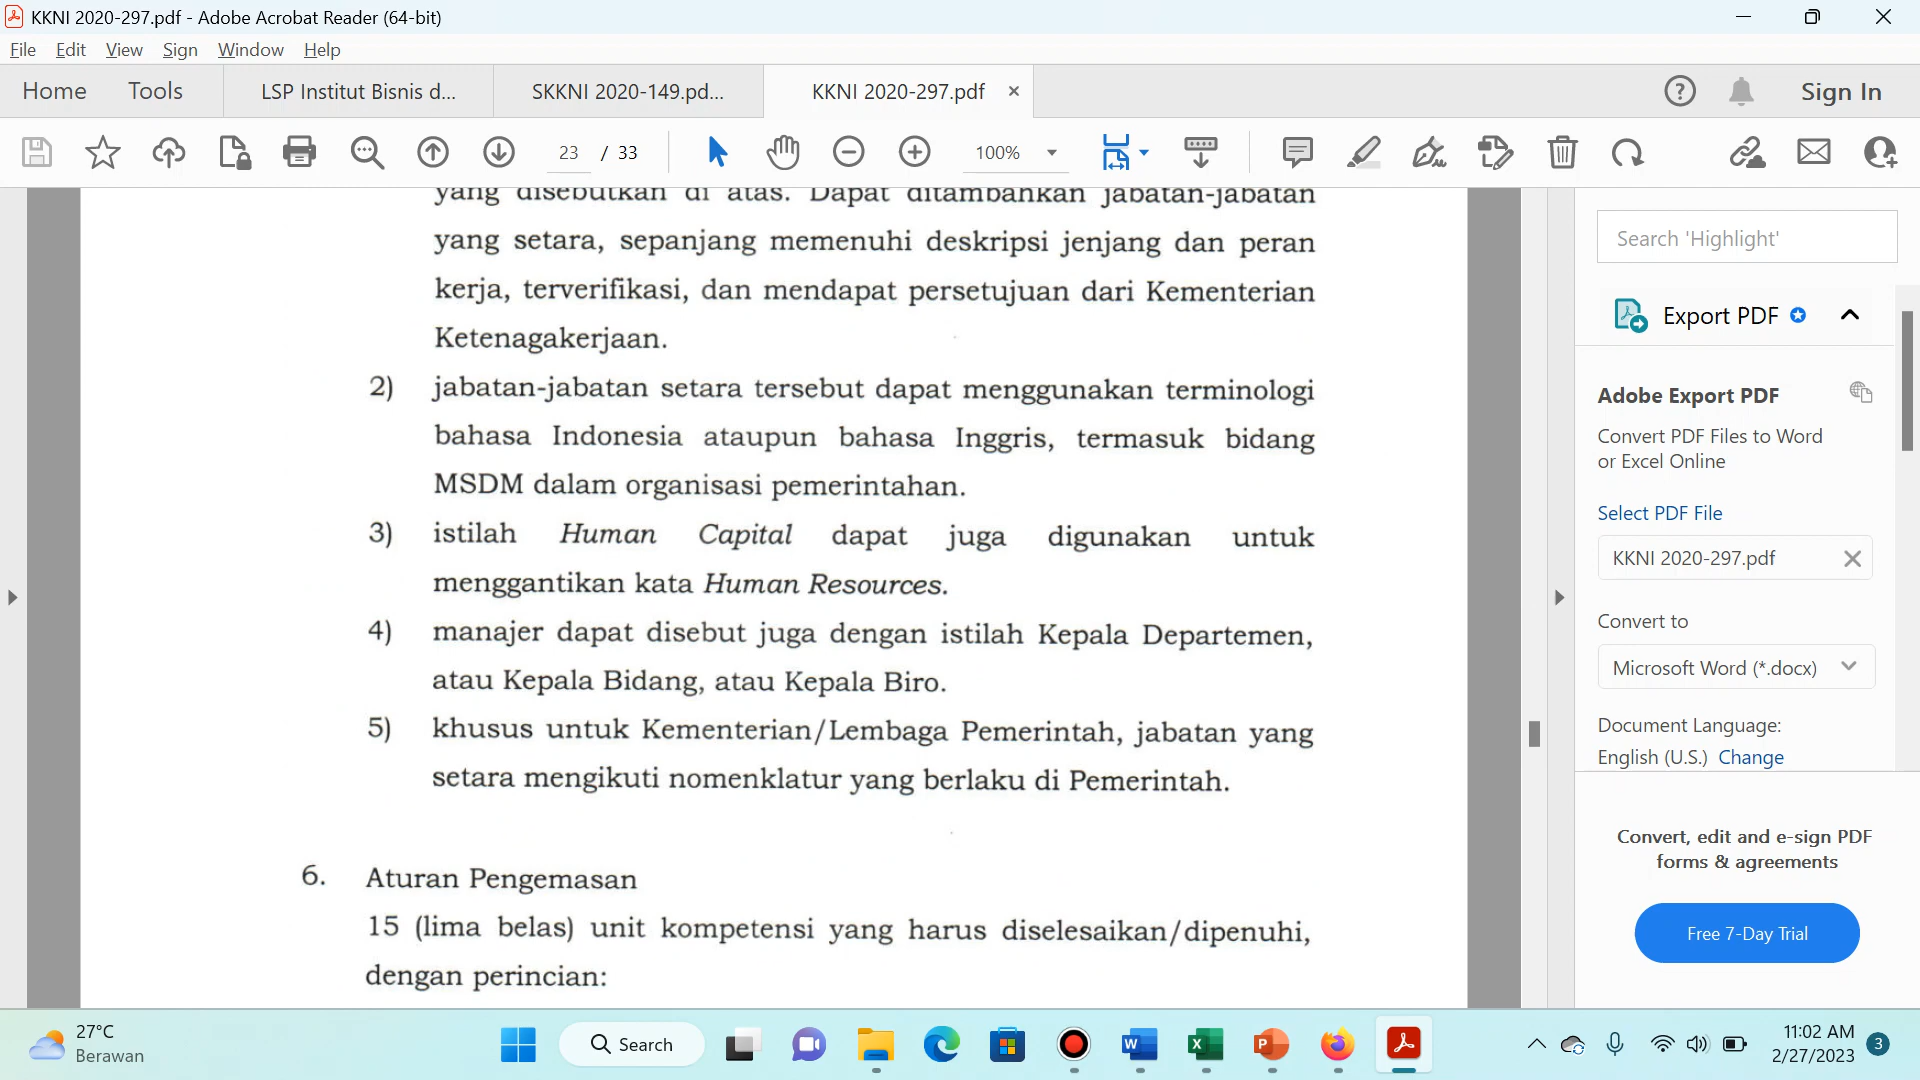 KKNI 2020-297.pdf - Adobe Acrobat Reader (64-bit)
File Edit View Sign Window Help
Home Tools LSP Institut Bisnis d... SKKNI 2020-149.pd... KKNI 2020-297.pdf Sign In
23 / 33 100%
yang disebutkan di atas. Dapat ditambahkan jabatan-jabatan
yang setara, sepanjang memenuhi deskripsi jenjang dan peran
kerja, terverifikasi, dan mendapat persetujuan dari Kementerian
Ketenagakerjaan.
2) jabatan-jabatan setara tersebut dapat menggunakan terminologi
bahasa Indonesia ataupun bahasa Inggris, termasuk bidang
MSDM dalam organisasi pemerintahan.
3) istilah Human Capital dapat juga digunakan untuk
menggantikan kata Human Resources.
4) manajer dapat disebut juga dengan istilah Kepala Departemen,
atau Kepala Bidang, atau Kepala Biro.
5) khusus untuk Kementerian/Lembaga Pemerintah, jabatan yang
setara mengikuti nomenklatur yang berlaku di Pemerintah.
6. Aturan Pengemasan
15 (lima belas) unit kompetensi yang harus diselesaikan/dipenuhi,
dengan perincian:
Search 'Highlight'
Export PDF
Adobe Export PDF
Convert PDF Files to Word
or Excel Online
Select PDF File
KKNI 2020-297.pdf
Convert to
Microsoft Word (*.docx)
Document Language:
English (U.S.) Change
Convert, edit and e-sign PDF
forms & agreements
Free 7-Day Trial
27°C
Berawan
Search
11:02 AM
2/27/2023
3